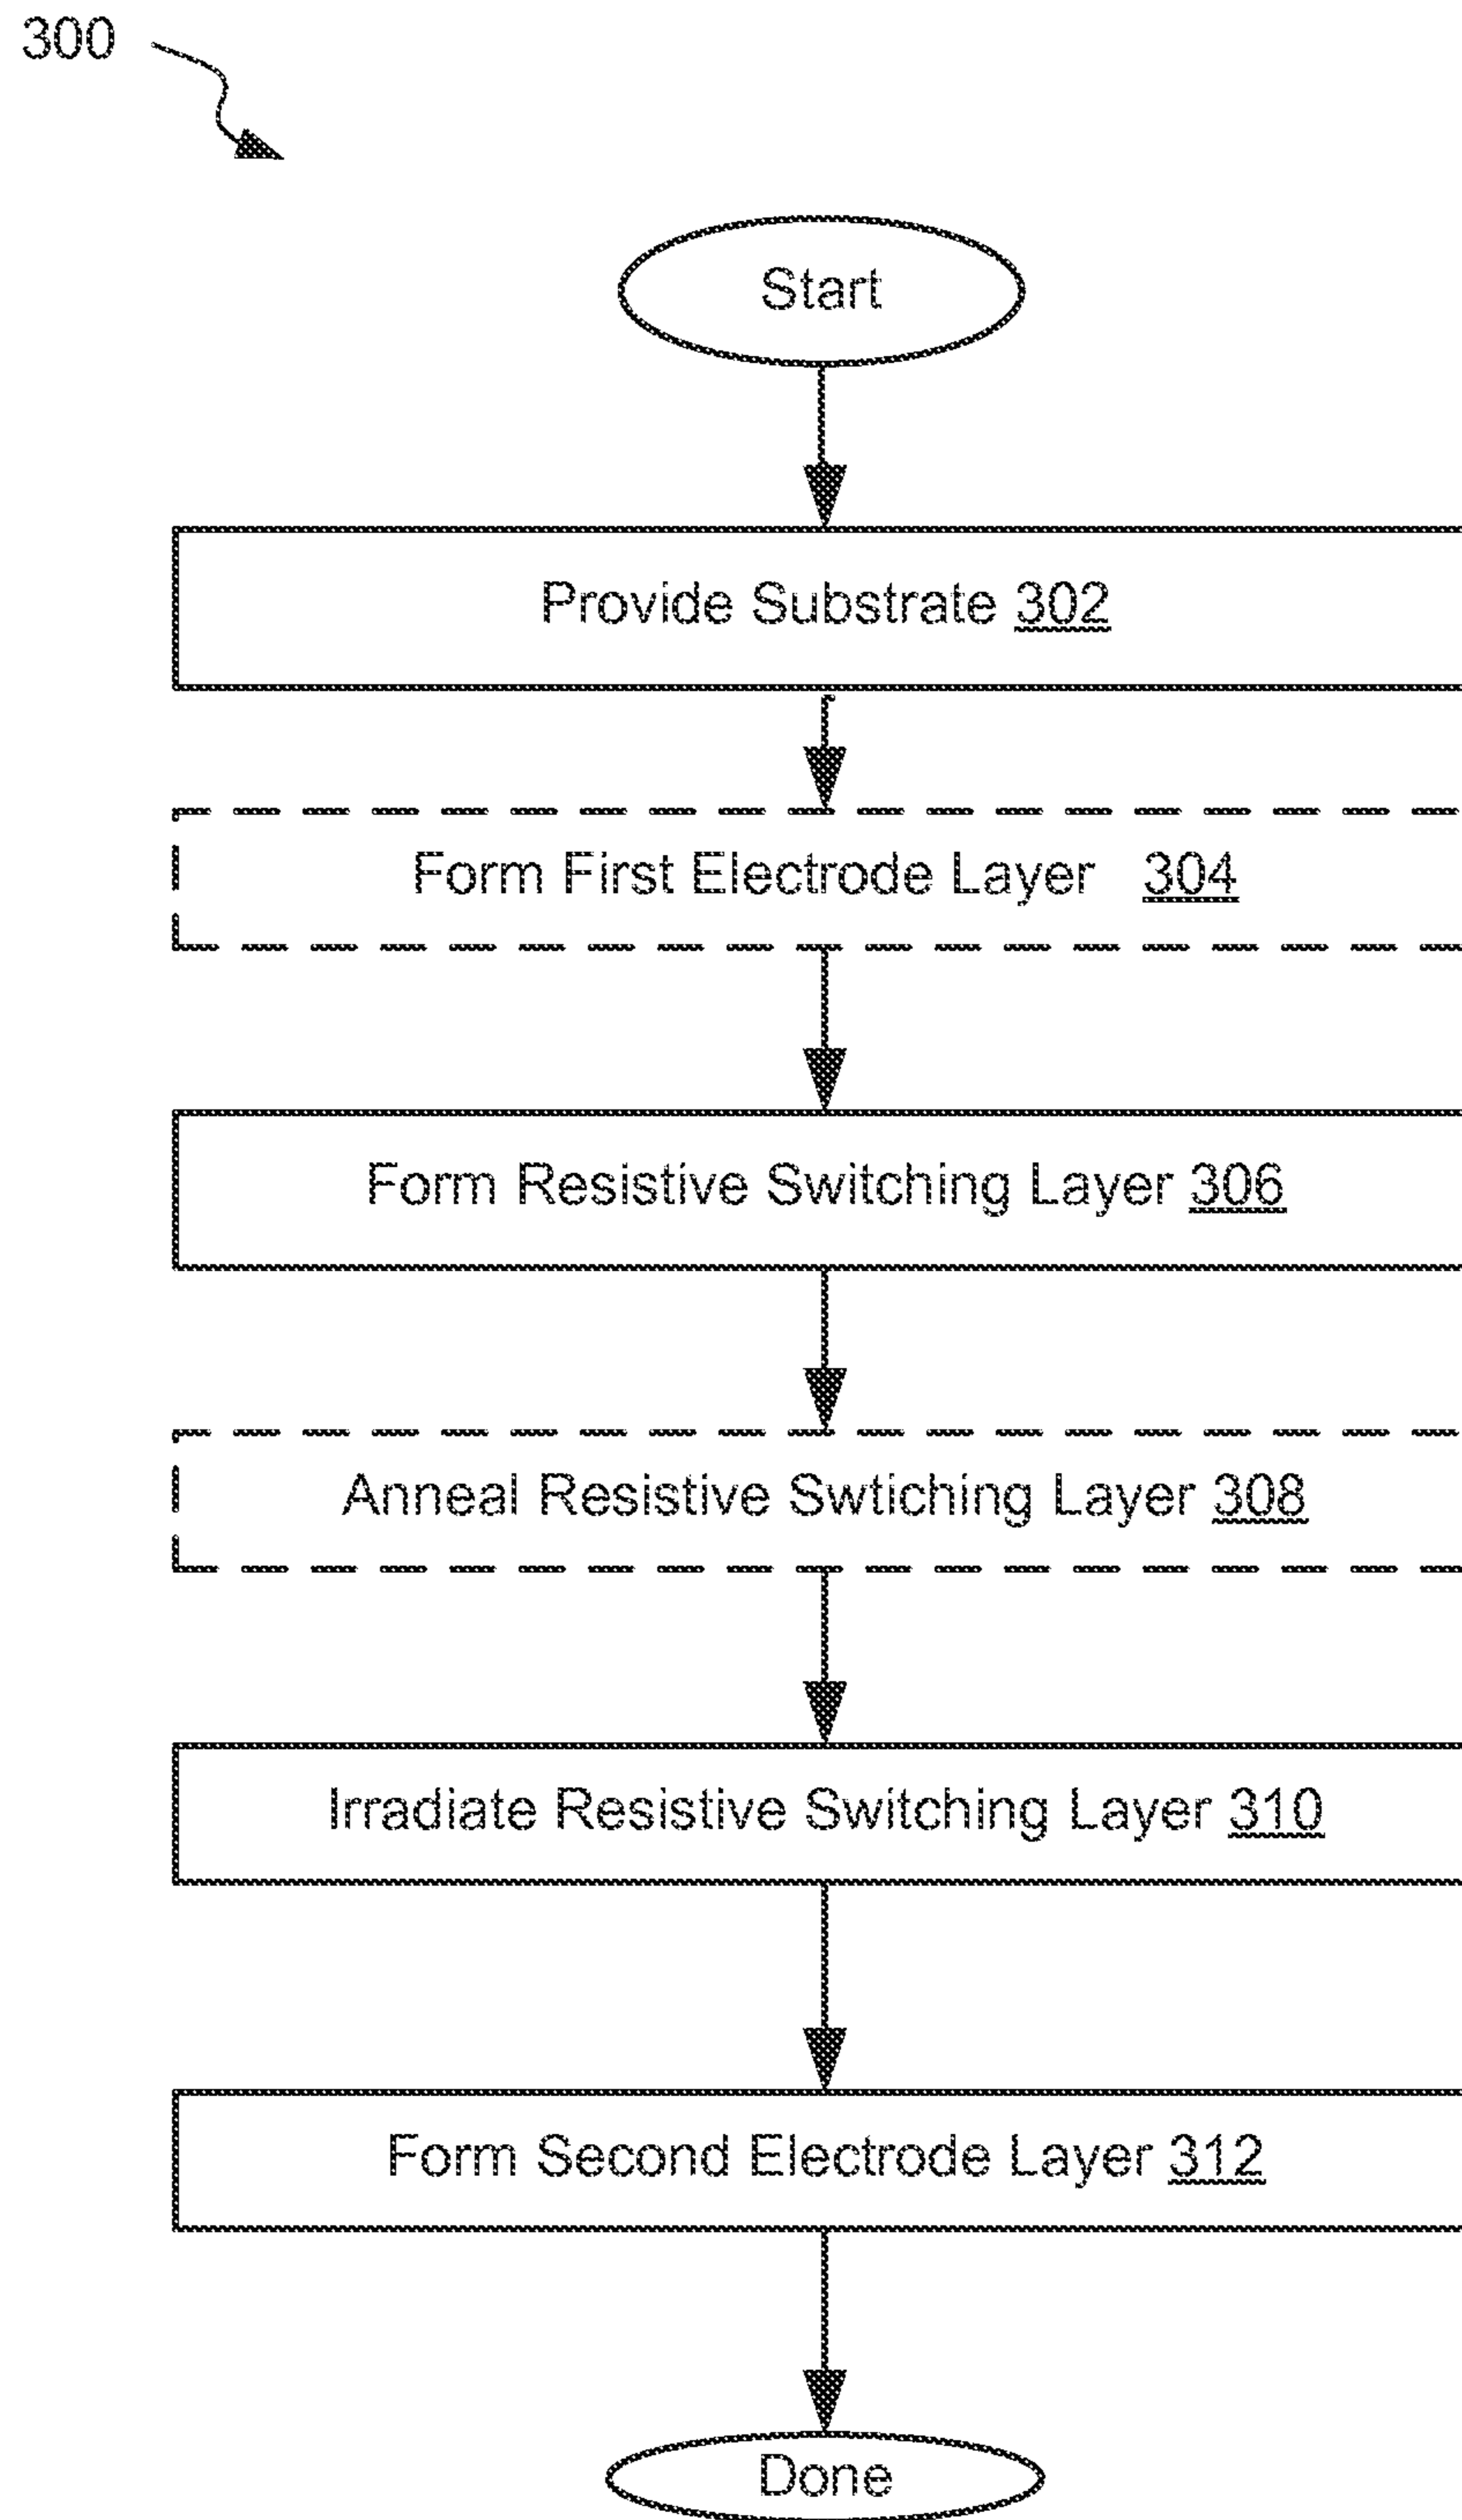 300
Start
Provide Substrate 302
Form First Electrode Layer 304
Form Resistive Switching Layer 306
Anneal Resistive Swtiching Layer 308
Irradiate Resistive Switching Layer 310
Form Second Electrode Layer 312
Done